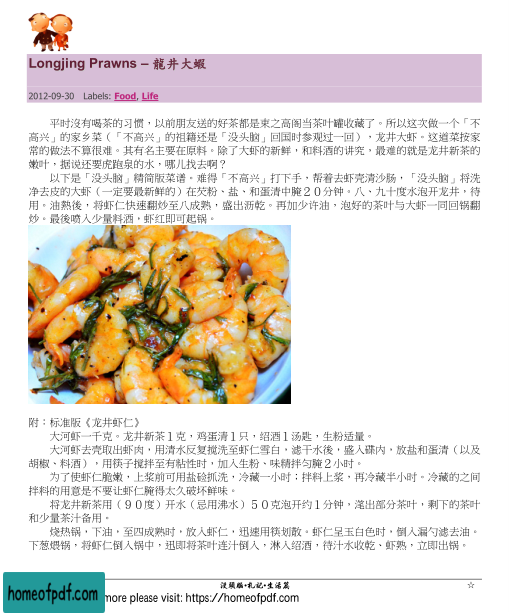 Longjing Prawns – 龍井大蝦
2012-09-30 Labels: Food, Life
平时沒有喝茶的习惯，以前朋友送的好茶都是束之高阁当茶叶罐收藏了。所以这次做一个「不
高兴」的家乡菜（「不高兴」的祖籍还是「没头脑」回国时参观过一回），龙井大虾。这道菜按家
常的做法不算很难。其有名主要在原料。除了大虾的新鲜，和料酒的讲究，最难的就是龙井新茶的
嫩叶，据说还要虎跑泉的水，哪儿找去啊？
以下是「没头脑」精简版菜谱。难得「不高兴」打下手，帮着去虾壳清沙肠，「没头脑」将洗
净去皮的大虾（一定要最新鲜的）在芡粉、盐、和蛋清中腌２０分钟。八、九十度水泡开龙井，待
用。油熟後，将虾仁快速翻炒至八成熟，盛出沥乾。再加少许油，泡好的茶叶与大虾一同回锅翻
炒。最後喷入少量料酒，虾红即可起锅。
附：标准版《龙井虾仁》
大河虾一千克。龙井新茶１克，鸡蛋清１只，绍酒１汤匙，生粉适量。
大河虾去壳取出虾肉，用清水反复搅洗至虾仁雪白，滤干水後，盛入碟内，放盐和蛋清（以及
胡椒、料酒），用筷子搅拌至有粘性时，加入生粉、味精拌匀腌２小时。
为了使虾仁脆嫩，上浆前可用盐硷抓洗，冷藏一小时；拌料上浆，再冷藏半小时。冷藏的之间
拌料的用意是不要让虾仁腌得太久破坏鲜味。
将龙井新茶用（９０度）开水（忌用沸水）５０克泡开约１分钟，滗出部分茶叶，剩下的茶叶
和少量茶汁备用。
烧热锅，下油，至四成熟时，放入虾仁，迅速用筷划散。虾仁呈玉白色时，倒入漏勺滤去油。
下葱煨锅，将虾仁倒入锅中，迅即将茶叶连汁倒入，淋入绍酒，待汁水收乾、虾熟，立即出锅。
没头脑•札记•生活篇 ☆
homeofpdf.com
more please visit: https://homeofpdf.com